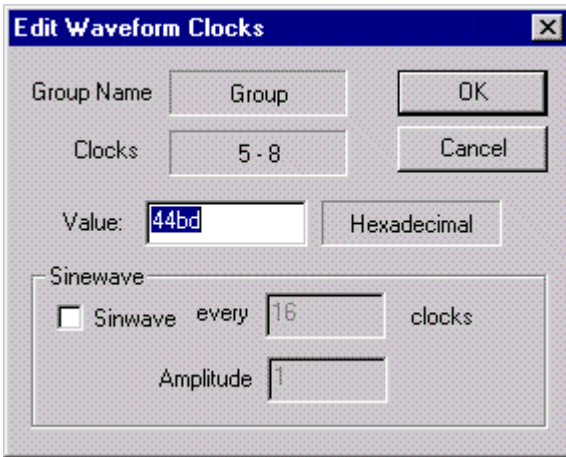 Edit Waveform Clocks
Group Name Group OK
Clocks 5 - 8 Cancel
Value: 44bd Hexadecimal
Sinewave
Sinwave every 16 clocks
Amplitude 1